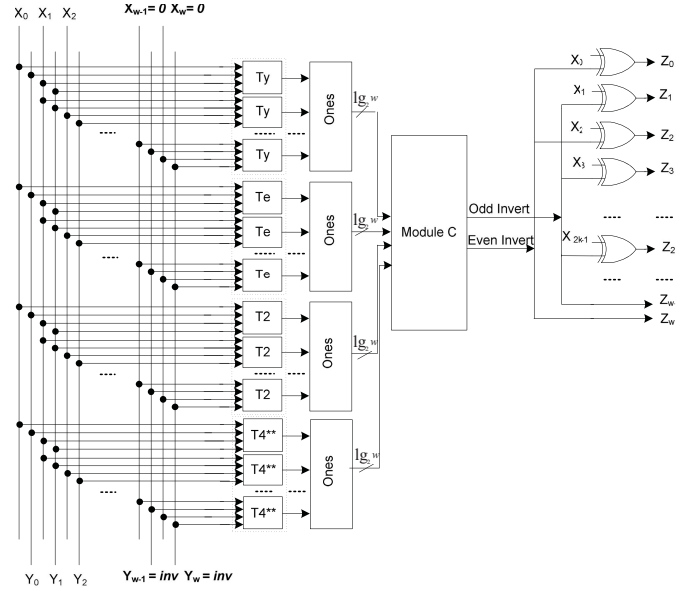 X0 X1 X2 Xw-1= 0 Xw= 0
Ty
Ty
Ty
Ones
lg2 w
Te
Te
Te
Ones
lg2 w
T2
T2
T2
Ones
lg2 w
T4**
T4**
T4**
Ones
lg2 w
Module C
Odd Invert
Even Invert
X0 Z0
X1 Z1
X2 Z2
X3 Z3
X 2k-1 Z2
Zw
Zw
Y0 Y1 Y2 Yw-1= inv Yw= inv